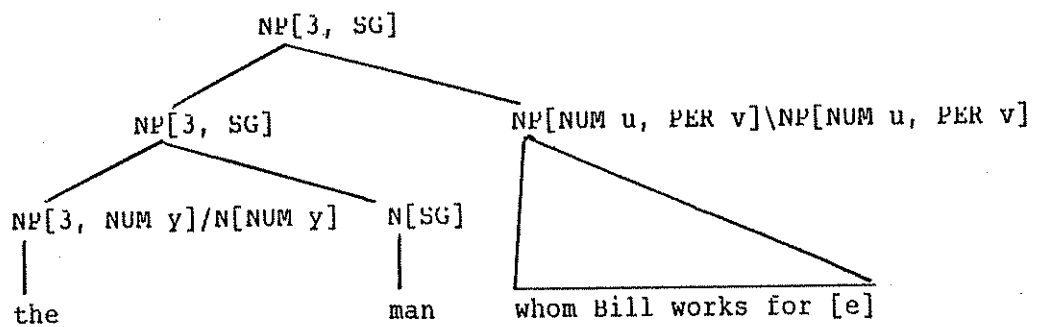 NP[3, SG]
NP[3, SG] NP[NUM u, PER v]\NP[NUM u, PER v]
NP[3, NUM y]/N[NUM y] N[SG]
the man whom Bill works for [e]